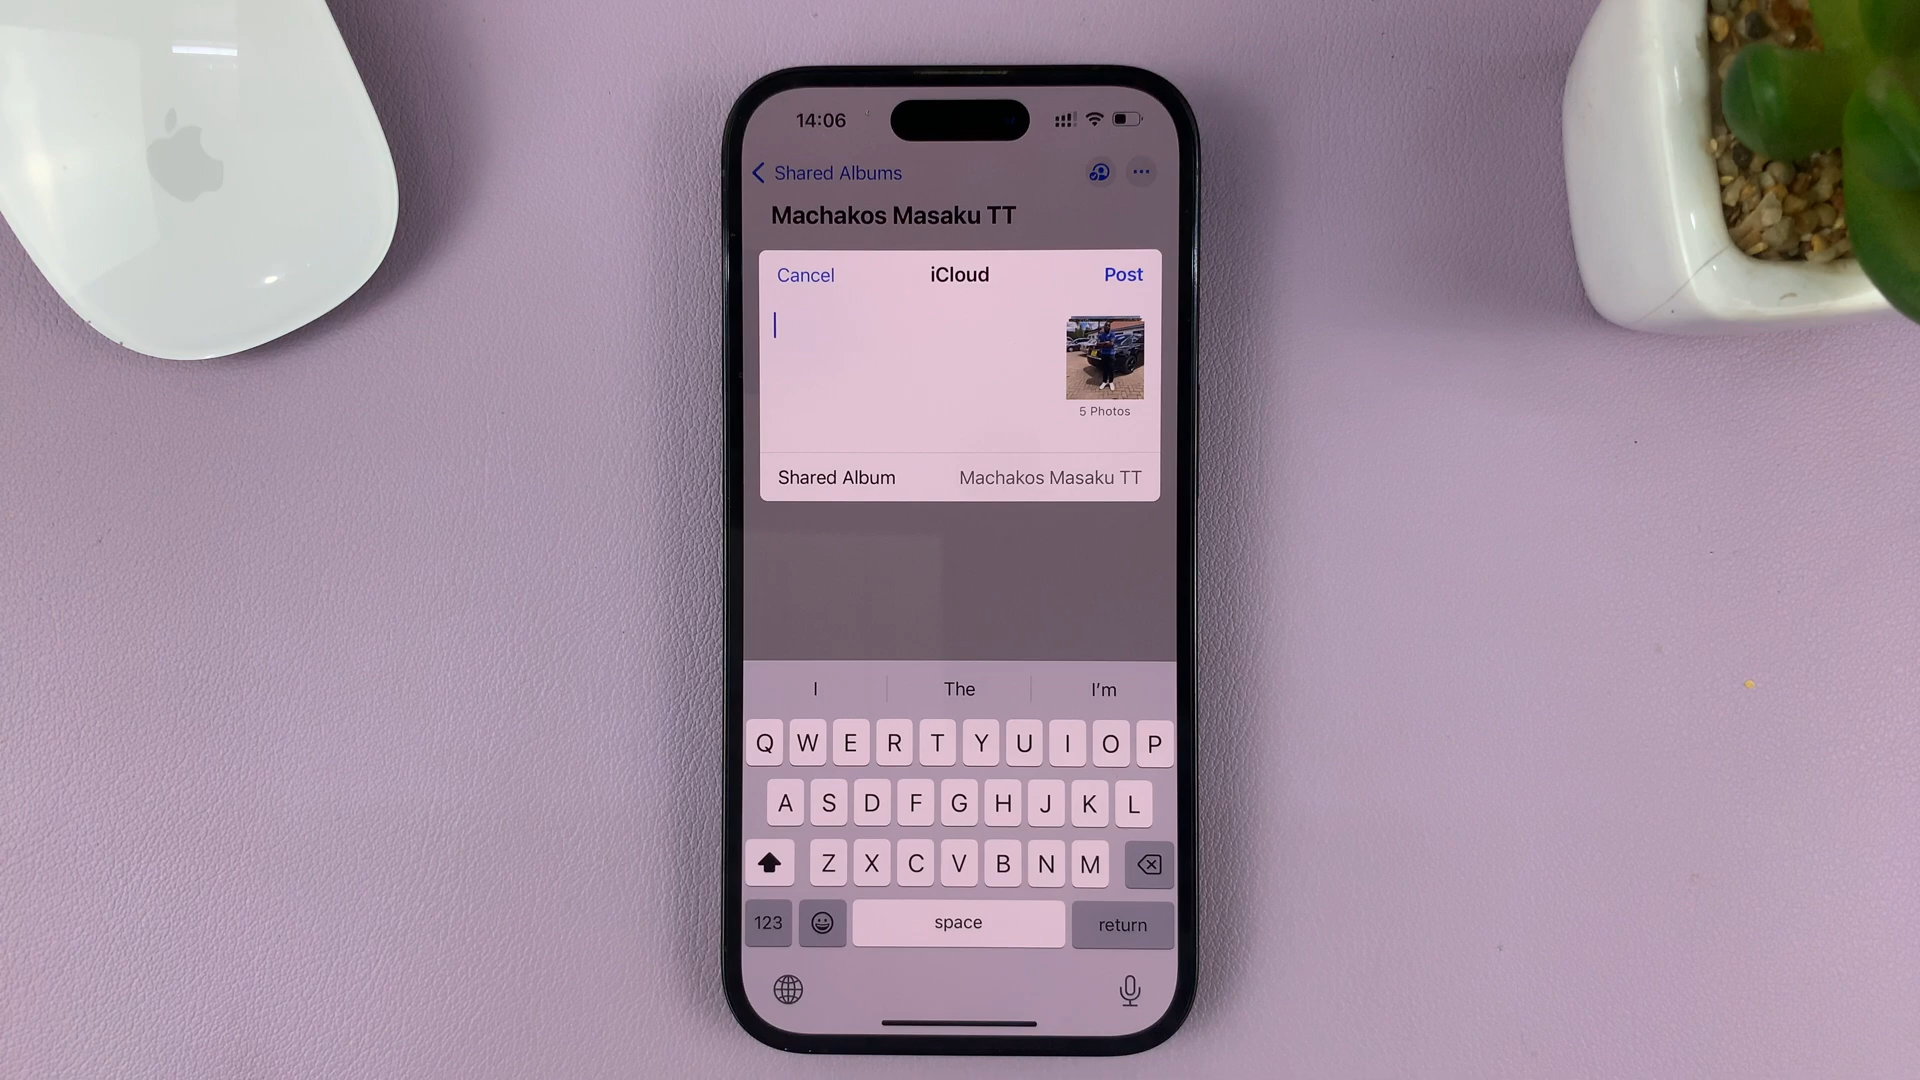 14:06
Shared Albums
Machakos Masaku TT
Cancel iCloud Post
5 Photos
Shared Album Machakos Masaku TT
I The I'm
Q W E R T Y U I O P
A S D F G H J K L
Z X C V B N M
123 space return